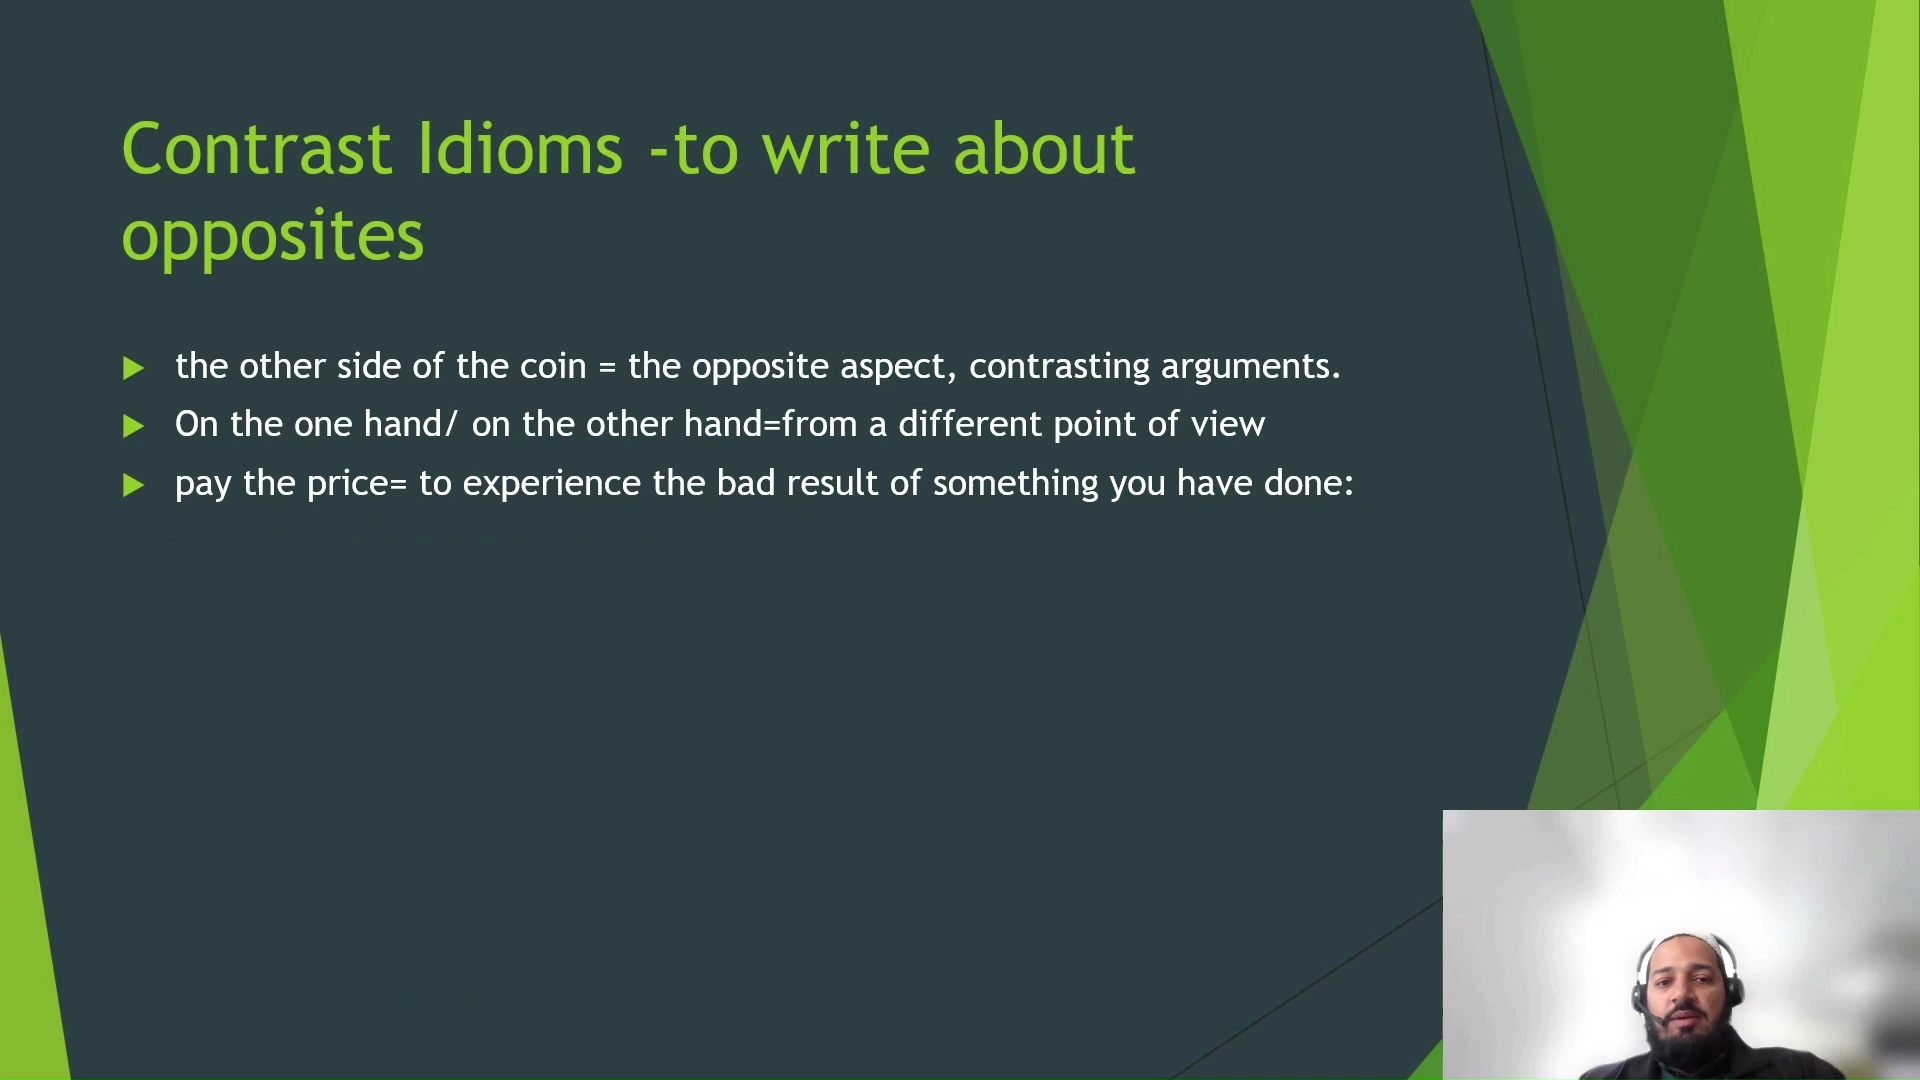 Contrast Idioms -to write about
opposites
the other side of the coin = the opposite aspect, contrasting arguments.
On the one hand/ on the other hand=from a different point of view
pay the price= to experience the bad result of something you have done: